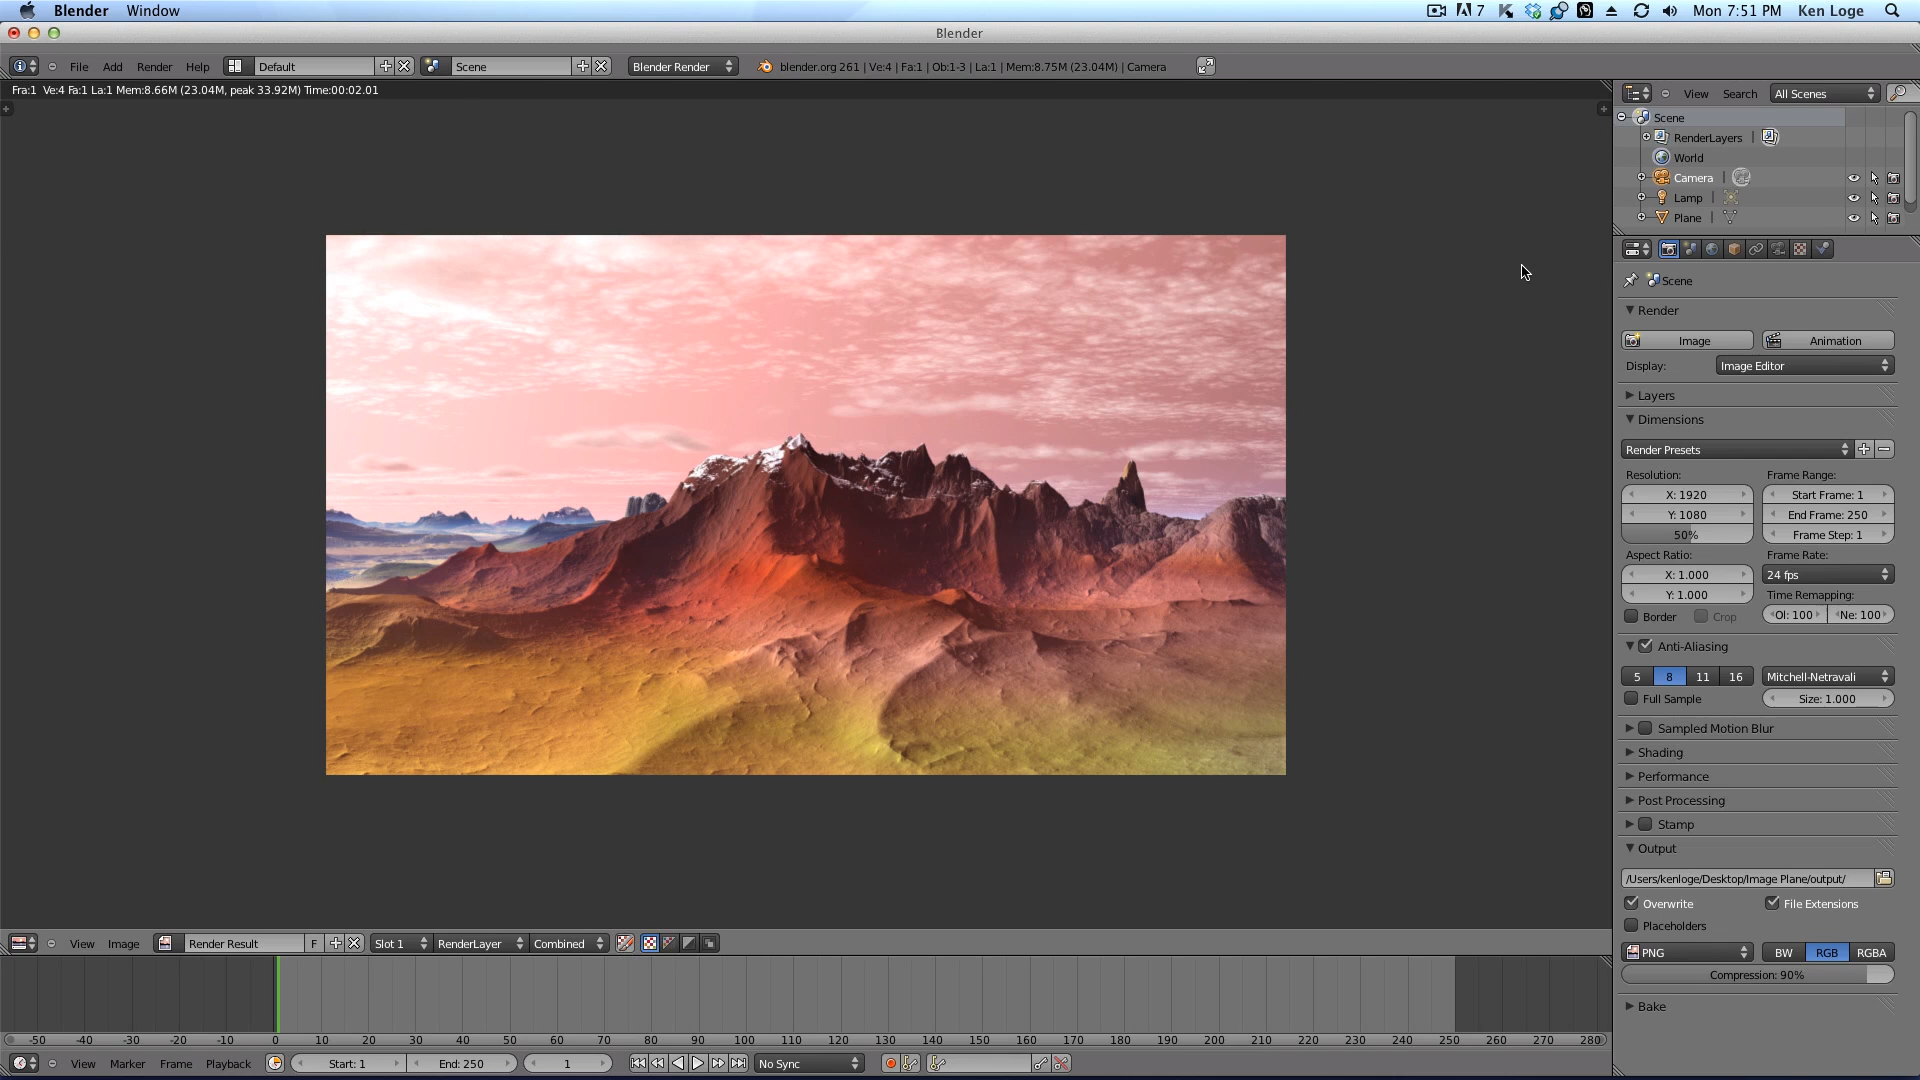 Blender Window 7 Mon 7:51 PM Ken Loge
Blender
File Add Render Help Default Scene Blender Render blender.org 261 | Ve:4 | Fa:1 | Ob:1-3 | La:1 | Mem:8.75M (23.04M) | Camera
Fra:1 Ve:4 Fa:1 La:1 Mem:8.66M (23.04M, peak 33.92M) Time:00:02.01
View Search All Scenes
Scene
RenderLayers |
World
Camera |
Lamp |
Plane |
Scene
Render
Image Animation
Display: Image Editor
Layers
Dimensions
Render Presets
Resolution: Frame Range:
X: 1920 Start Frame: 1
Y: 1080 End Frame: 250
50% Frame Step: 1
Aspect Ratio: Frame Rate:
X: 1.000 24 fps
Y: 1.000 Time Remapping:
Border Crop Ol: 100 Ne: 100
Anti-Aliasing
5 8 11 16 Mitchell-Netravali
Full Sample Size: 1.000
Sampled Motion Blur
Shading
Performance
Post Processing
Stamp
Output
/Users/kenloge/Desktop/Image Plane/output/
Overwrite File Extensions
Placeholders
PNG BW RGB RGBA
Compression: 90%
Bake
View Image Render Result F Slot 1 RenderLayer Combined
-50 -40 -30 -20 -10 0 10 20 30 40 50 60 70 80 90 100 110 120 130 140 150 160 170 180 190 200 210 220 230 240 250 260 270 280
View Marker Frame Playback Start: 1 End: 250 1 No Sync